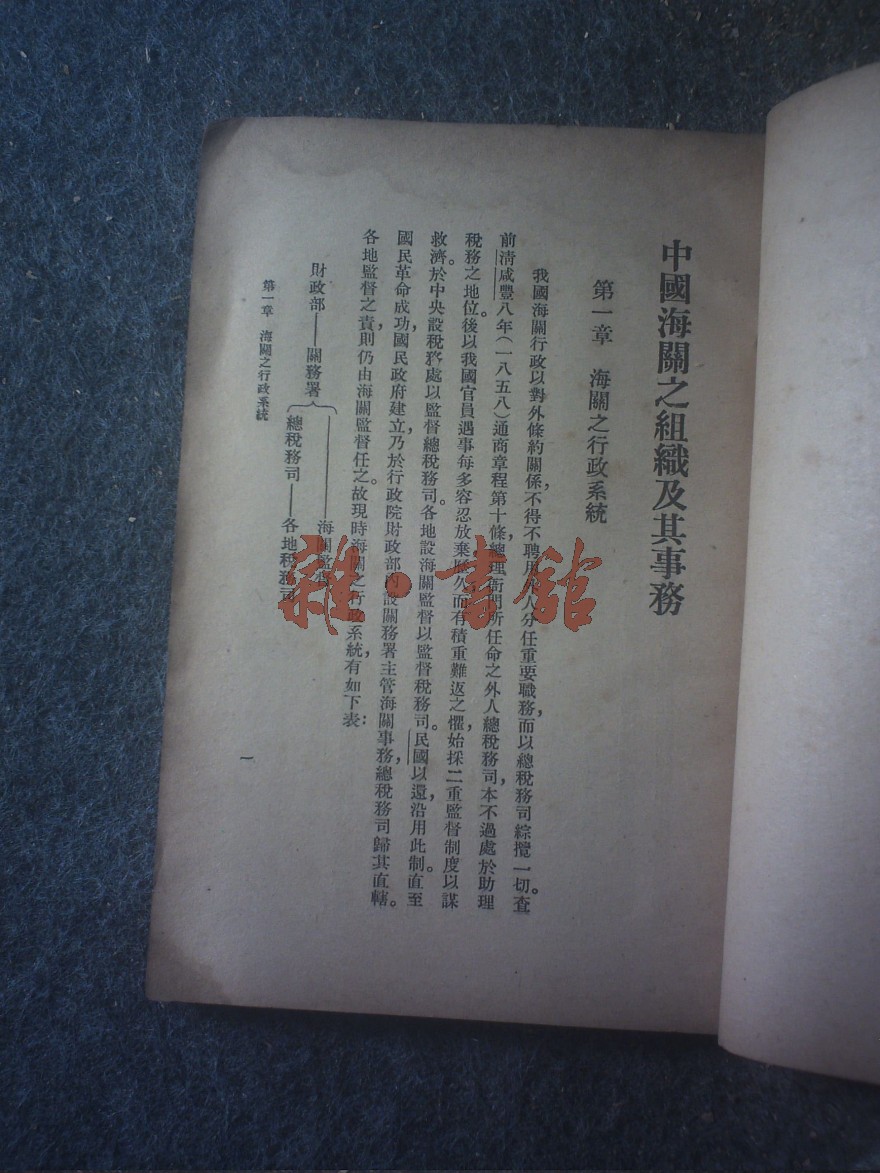 中國海關之組織及其事務
第一章　海關之行政系統
我國海關行政以對外條約關係，不得不聘用外人分任重要職務，而以總稅務司綜攬一切。查
前清咸豐八年（一八五八）通商章程第十條，總理衙門所任命之外人總稅務司，本不過處於助理
稅務之地位。後以我國官員遇事每多容忍放棄，歷久而有積重難返之懼，始採二重監督制度以謀
救濟。於中央設稅務處以監督總稅務司。各地設海關監督以監督稅務司。民國以還，沿用此制。直至
國民革命成功，國民政府建立，乃於行政院財政部內設關務署主管海關事務，總稅務司歸其直轄。
各地監督之責，則仍由海關監督任之。故現時海關之行政系統，有如下表：
財政部——關務署
海關監督
總稅務司——各地稅務司
第一章　海關之行政系統
一
雜·書館